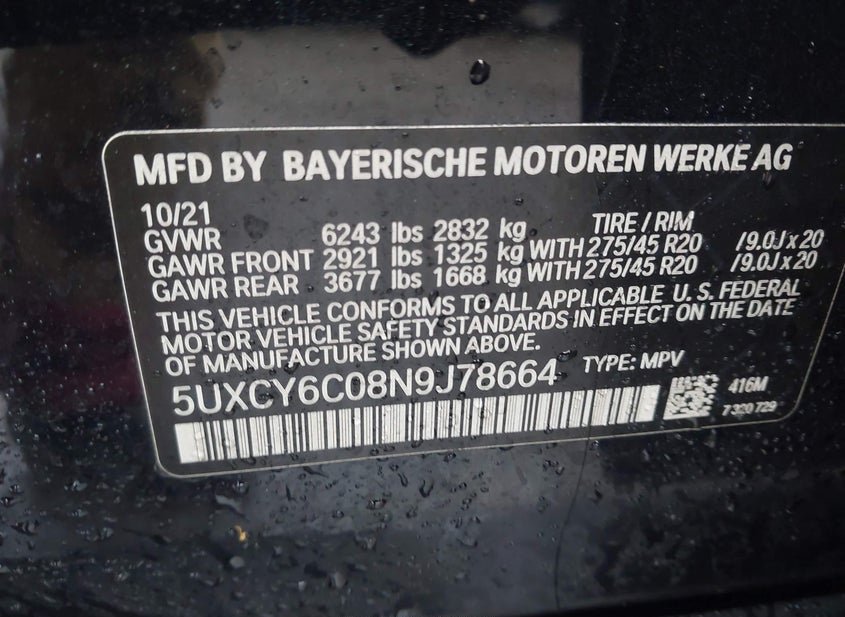 MFD BY BAYERISCHE MOTOREN WERKE AG
10/21
TIRE / RIM
GVWR 6243 lbs 2832 kg
GAWR FRONT 2921 lbs 1325 kg WITH 275/45 R20 /9.0J x 20
GAWR REAR 3677 lbs 1668 kg WITH 275/45 R20 /9.0J x 20
THIS VEHICLE CONFORMS TO ALL APPLICABLE U. S. FEDERAL
MOTOR VEHICLE SAFETY STANDARDS IN EFFECT ON THE DATE
OF MANUFACTURE SHOWN ABOVE.
5UXCY6C08N9J78664 TYPE: MPV
416M
7 320 729